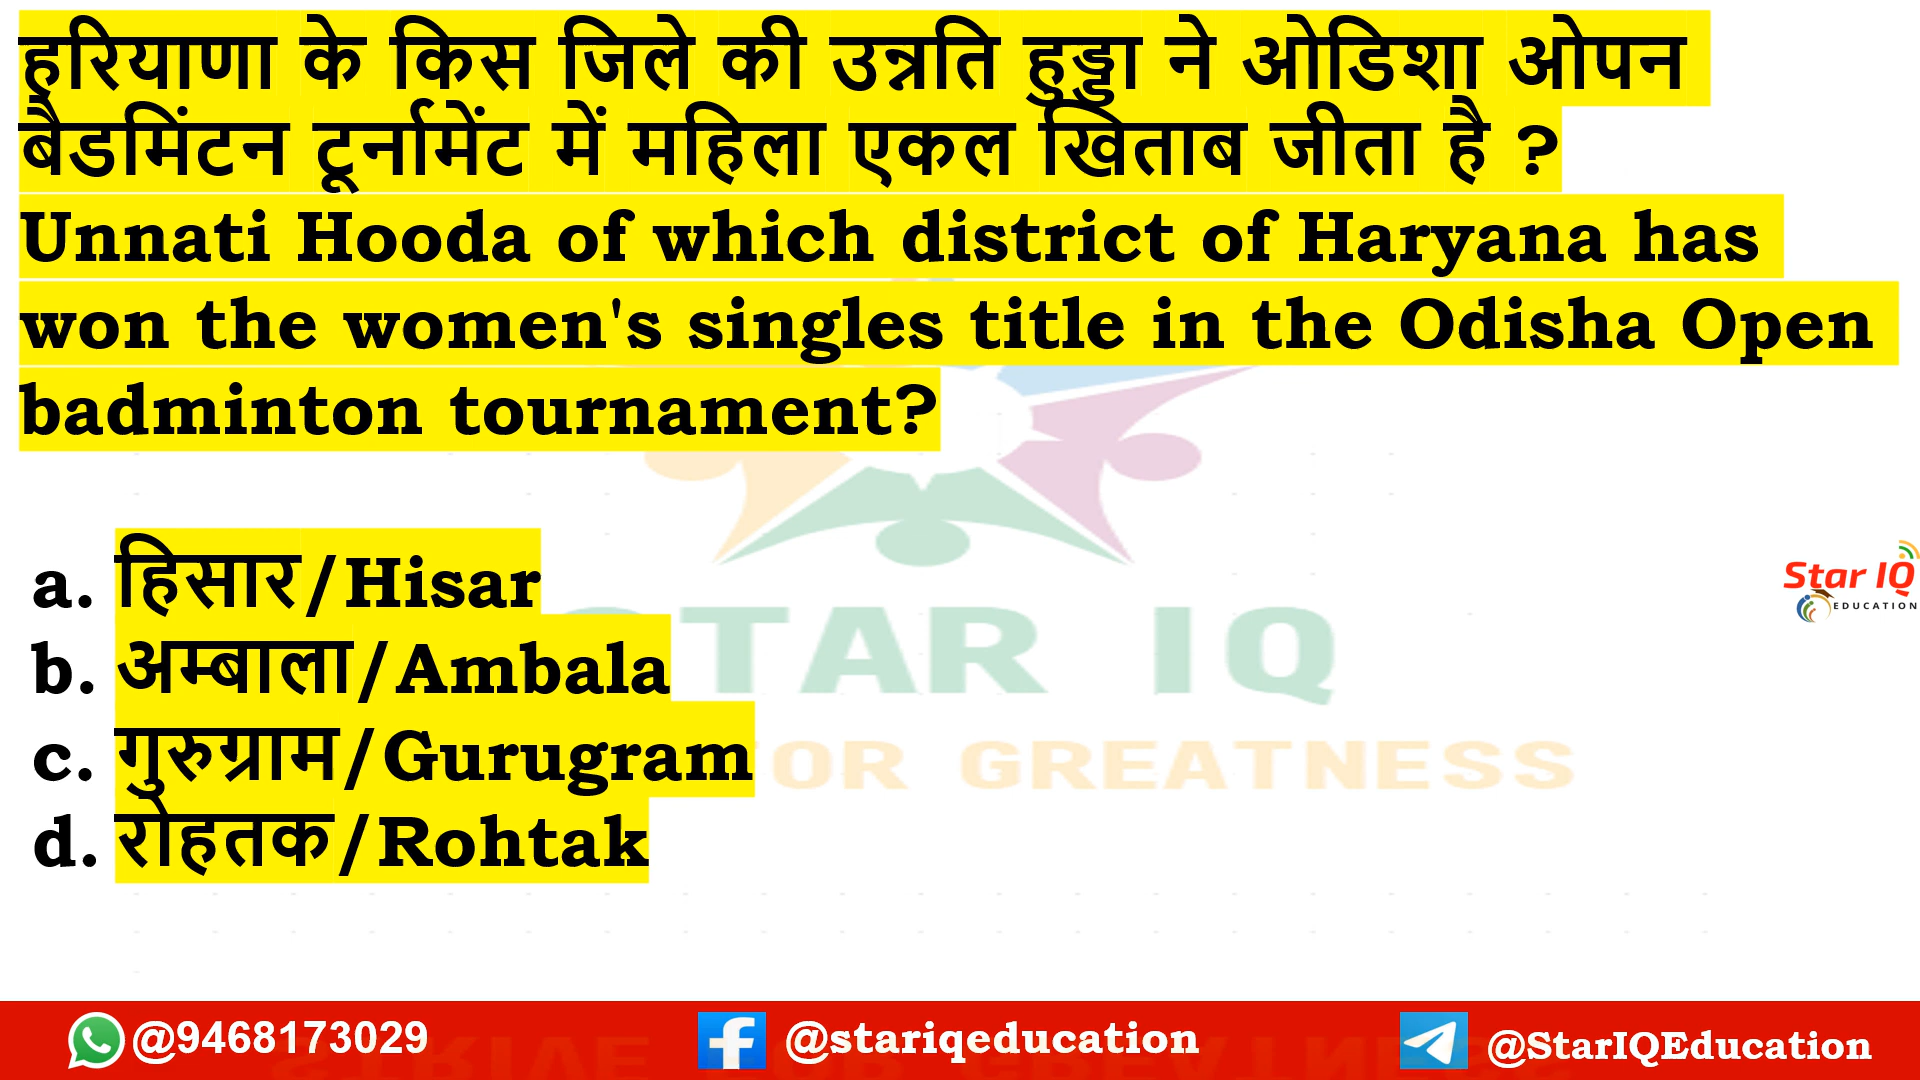 हरियाणा के किस जिले की उन्नति हुड्डा ने ओडिशा ओपन
बैडमिंटन टूर्नामेंट में महिला एकल खिताब जीता है ?
Unnati Hooda of which district of Haryana has
won the women's singles title in the Odisha Open
badminton tournament?
a. हिसार/Hisar
b. अम्बाला/Ambala
c. गुरुग्राम/Gurugram
d. रोहतक/Rohtak
TAR IQ
OR GREATNESS
Star IQ
EDUCATION
@9468173029
@stariqeducation
@StarIQEducation